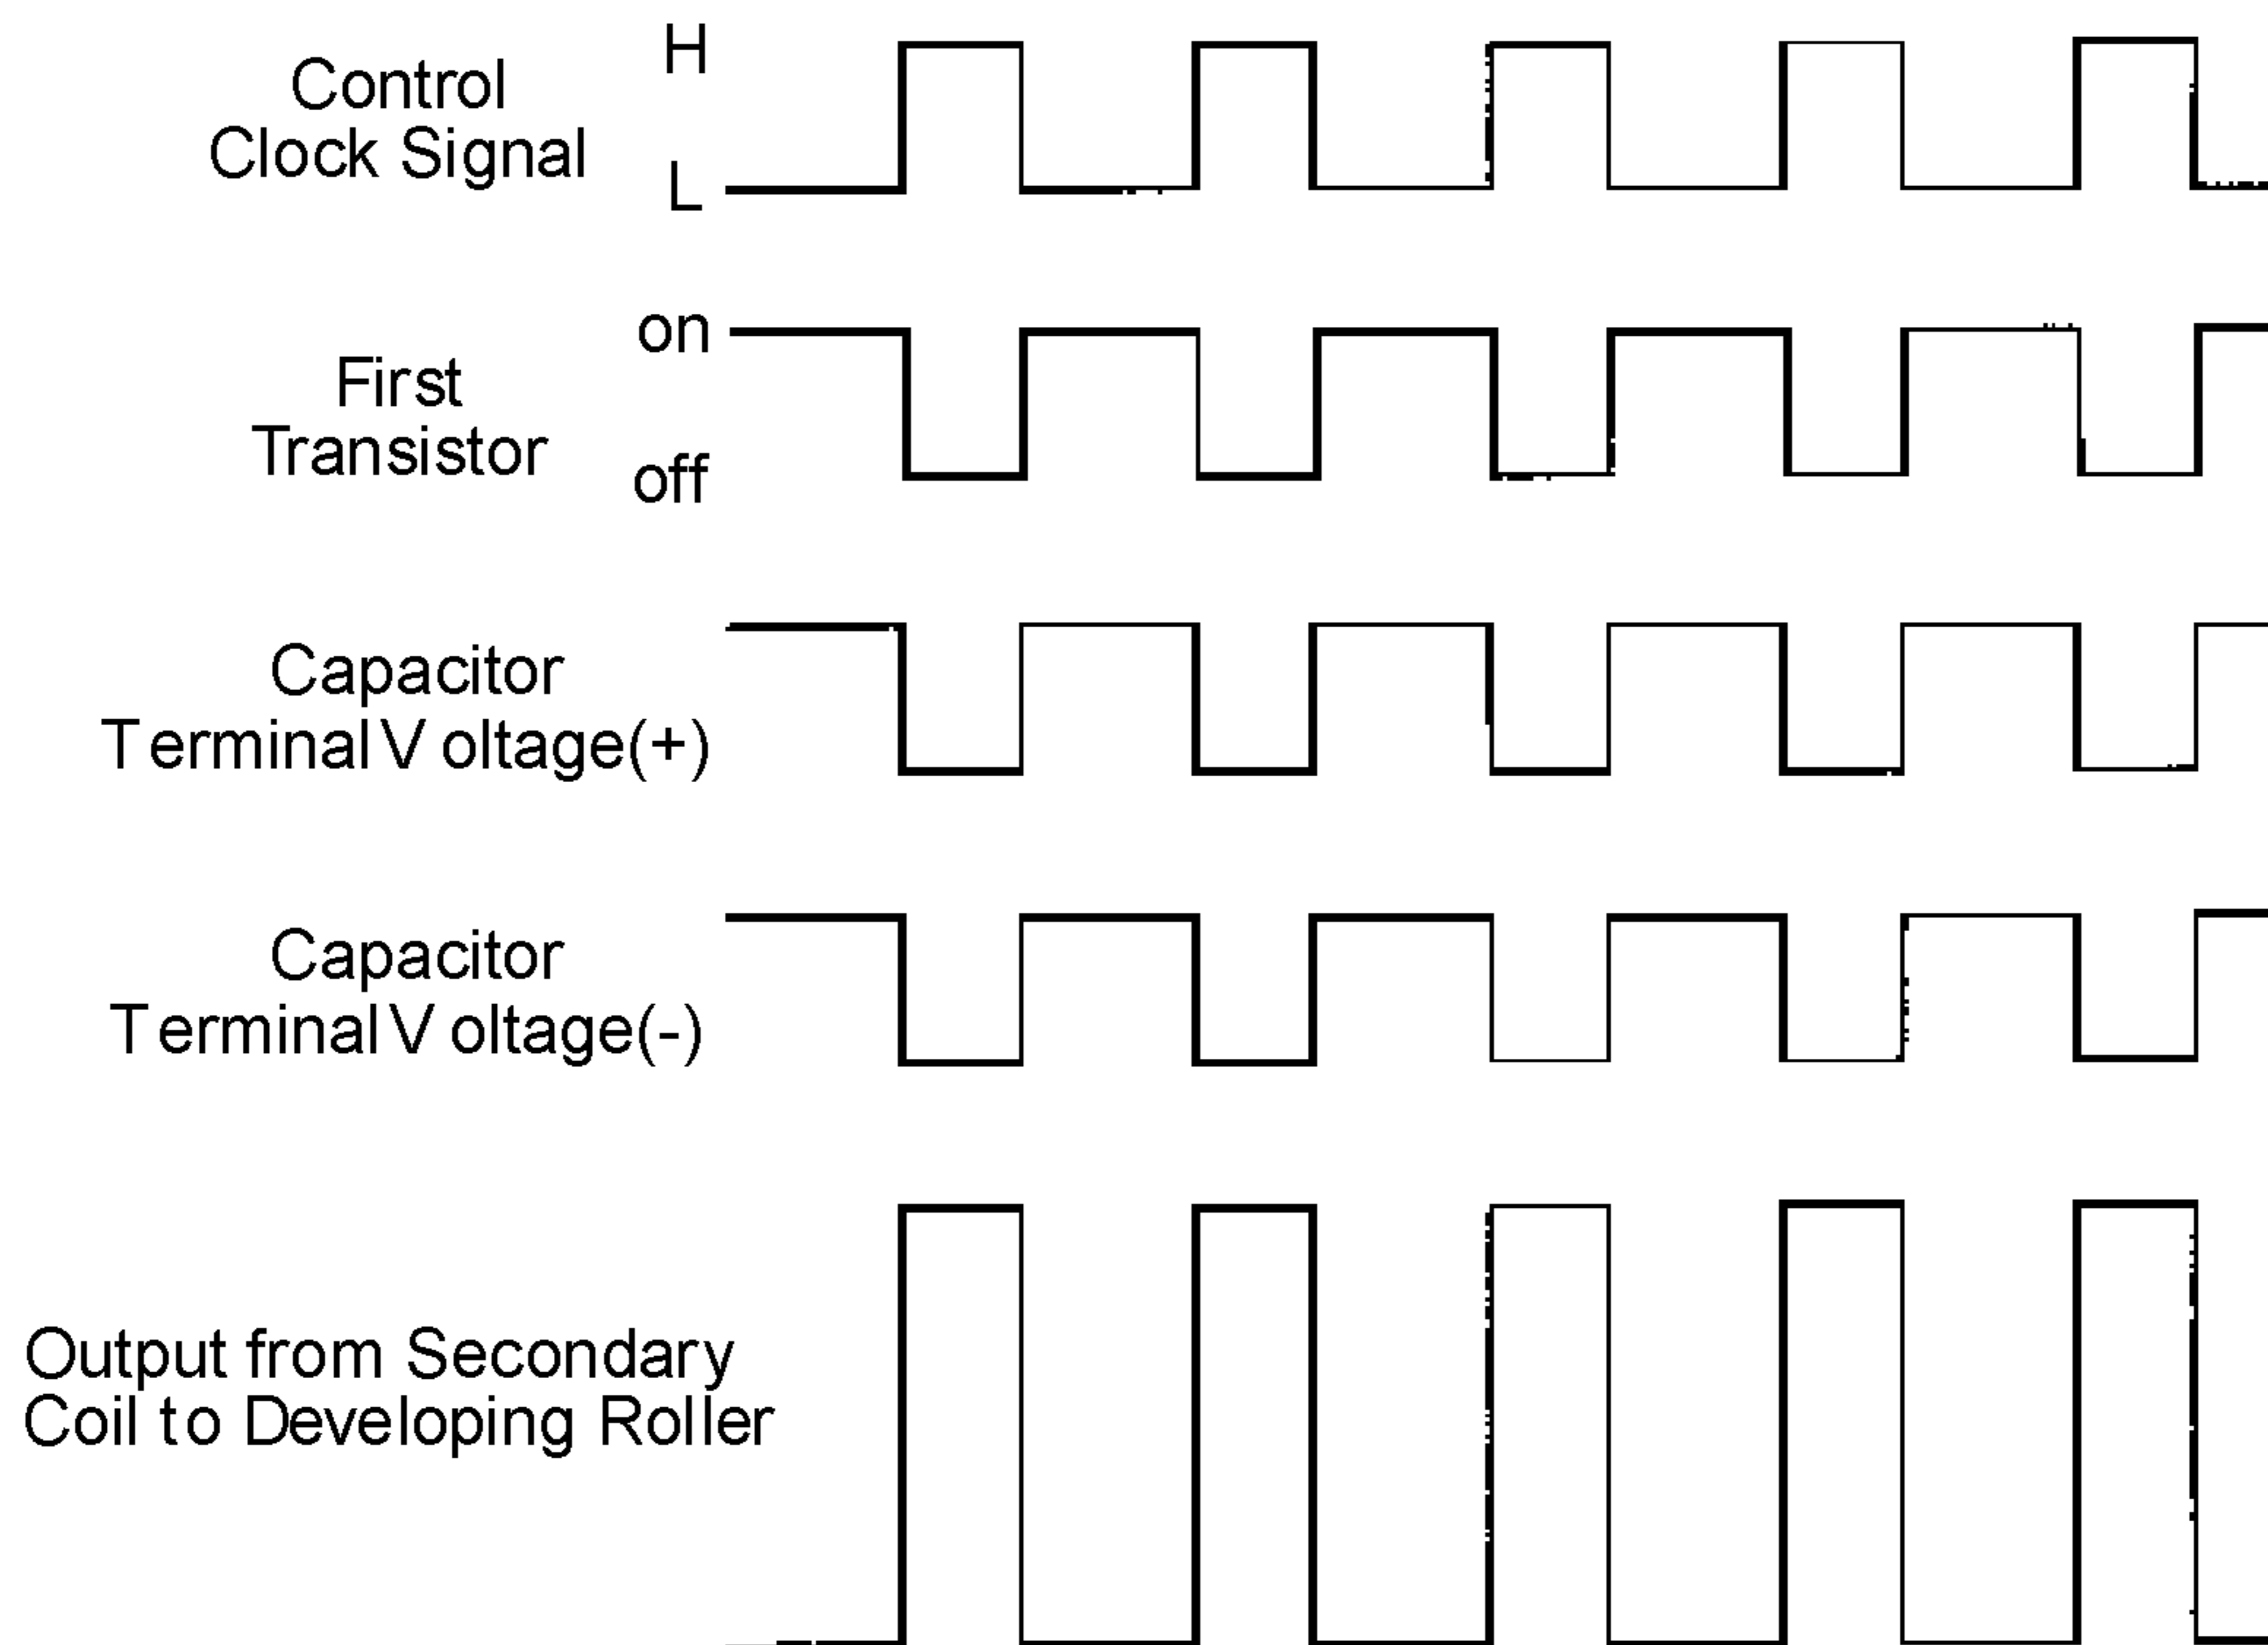 Control
Clock Signal
H
L
First
Transistor
on
off
Capacitor
Terminal Voltage(+)
Capacitor
Terminal Voltage(-)
Output from Secondary
Coil to Developing Roller